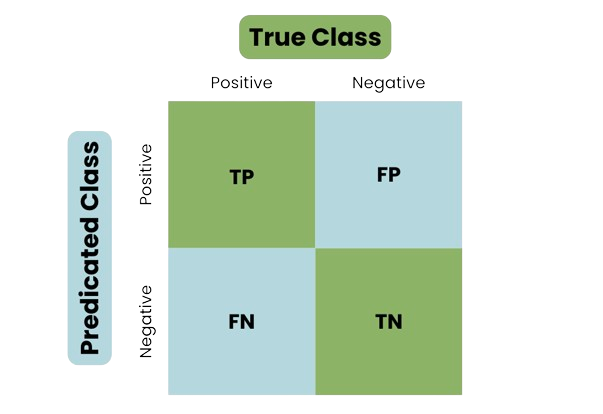 True Class
Positive Negative
Predicated Class
Positive
TP FP
Negative
FN TN